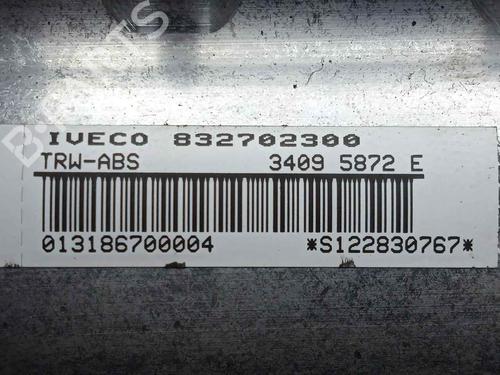 IVECO 832702300
TRW-ABS 3409 5872 E
013186700004 *S122830767*